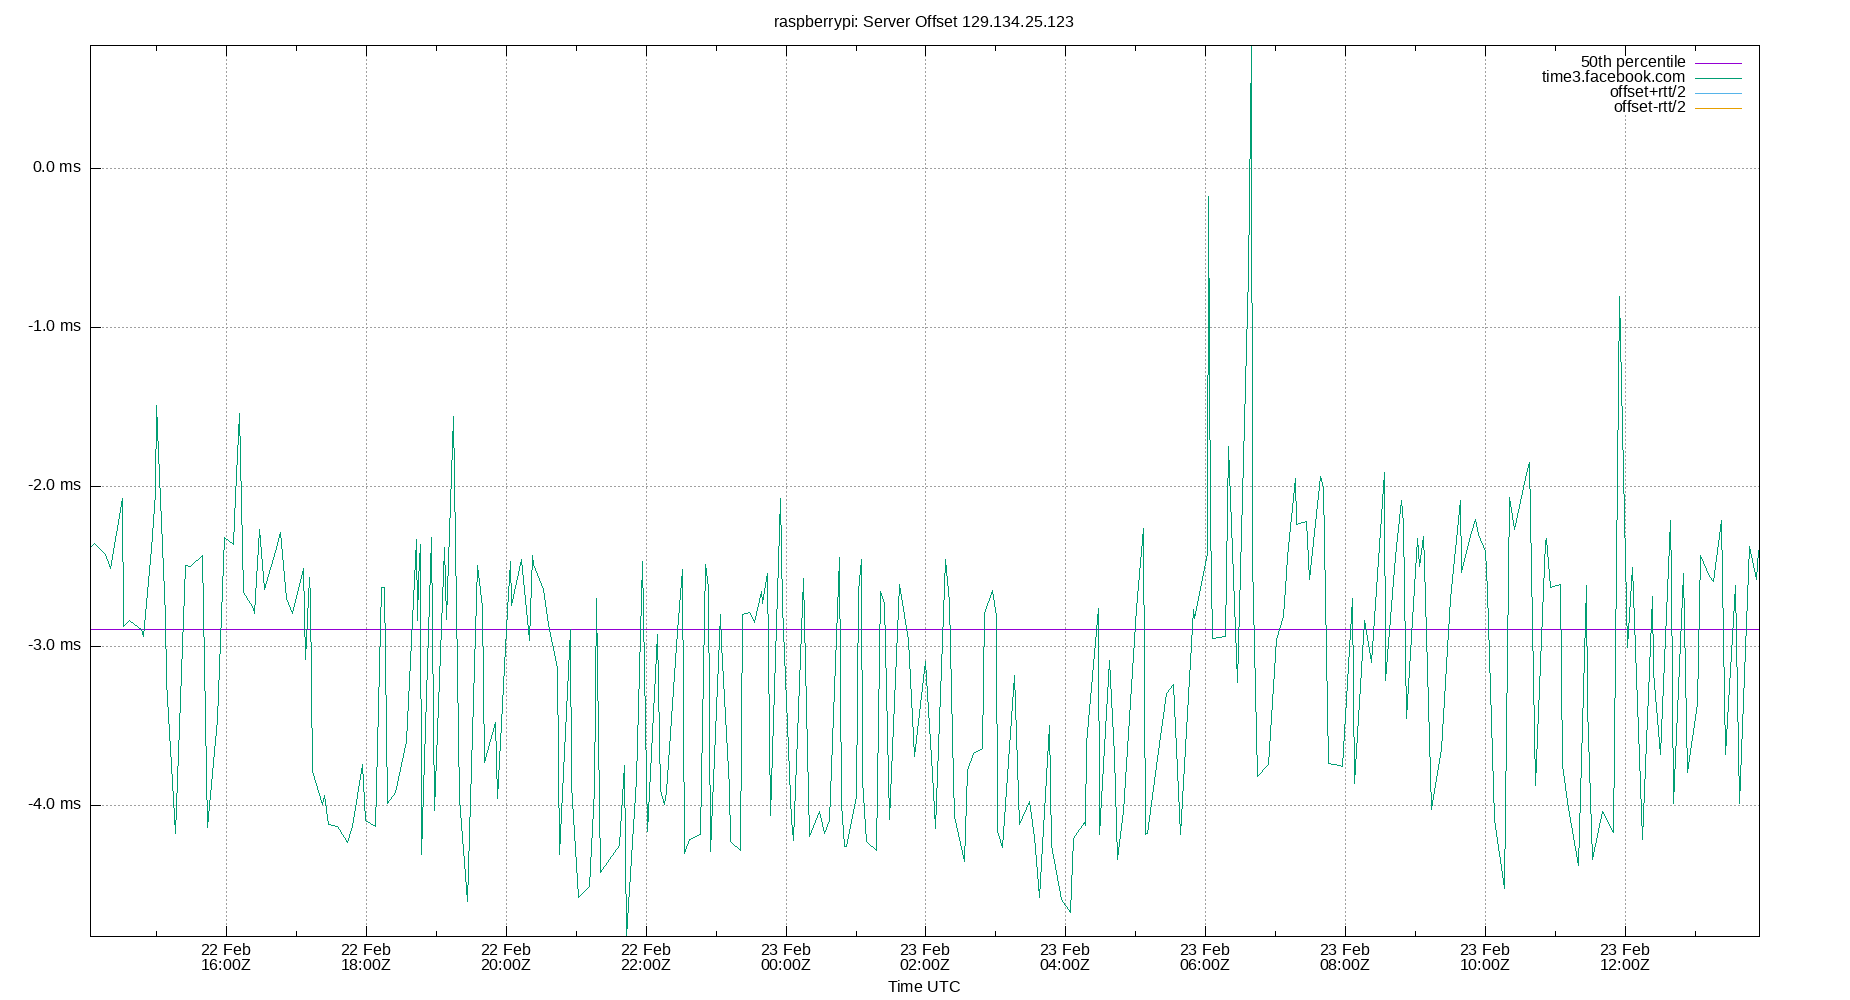 raspberrypi: Server Offset 129.134.25.123
50th percentile
time3.facebook.com
offset+rtt/2
offset-rtt/2
0.0 ms
-1.0 ms
-2.0 ms
-3.0 ms
-4.0 ms
22 Feb 22 Feb 22 Feb 22 Feb 23 Feb 23 Feb 23 Feb 23 Feb 23 Feb 23 Feb 23 Feb
16:00Z 18:00Z 20:00Z 22:00Z 00:00Z 02:00Z 04:00Z 06:00Z 08:00Z 10:00Z 12:00Z
Time UTC